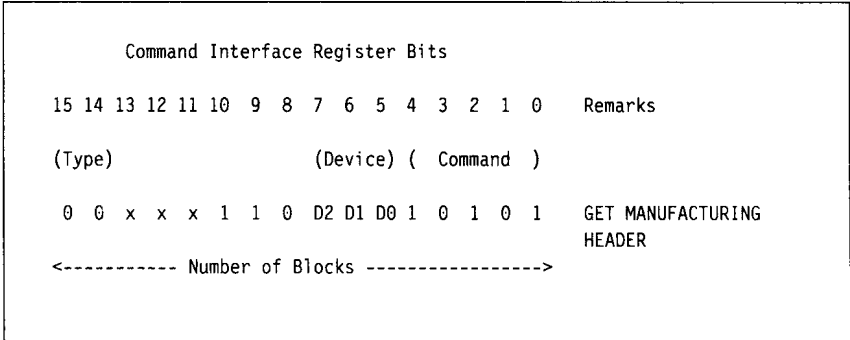 Command Interface Register Bits
15 14 13 12 11 10 9 8 7 6 5 4 3 2 1 0 Remarks
(Type) (Device) ( Command )
0 0 x x x 1 1 0 D2 D1 D0 1 0 1 0 1 GET MANUFACTURING
HEADER
<----------- Number of Blocks ----------------->